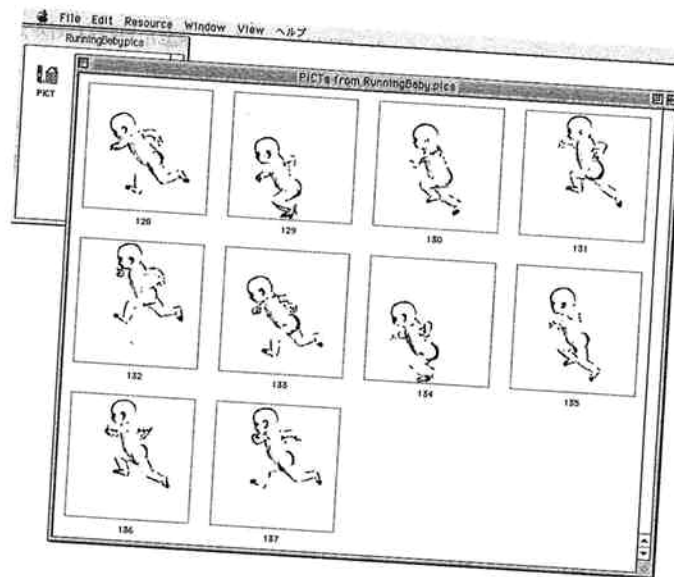 File Edit Resource Window View ヘルプ
RunningBaby.pics
PICT
PICTs from RunningBaby.pics
128
129
130
131
132
133
134
135
136
137